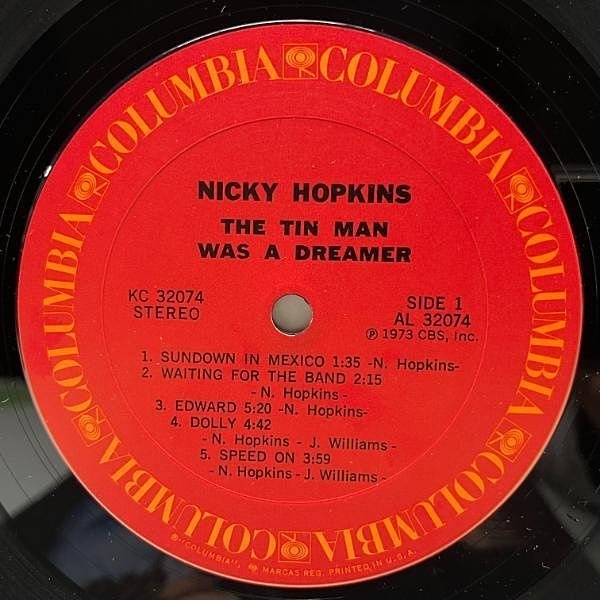 COLUMBIA COLUMBIA COLUMBIA COLUMBIA COLUMBIA COLUMBIA
NICKY HOPKINS
THE TIN MAN
WAS A DREAMER
KC 32074
STEREO
SIDE 1
AL 32074
Ⓟ 1973 CBS, Inc.
1. SUNDOWN IN MEXICO 1:35 -N. Hopkins-
2. WAITING FOR THE BAND 2:15
- N. Hopkins -
3. EDWARD 5:20 -N. Hopkins-
4. DOLLY 4:42
- N. Hopkins - J. Williams -
5. SPEED ON 3:59
- N. Hopkins - J. Williams -
® "COLUMBIA", MARCAS REG. PRINTED IN U.S.A.